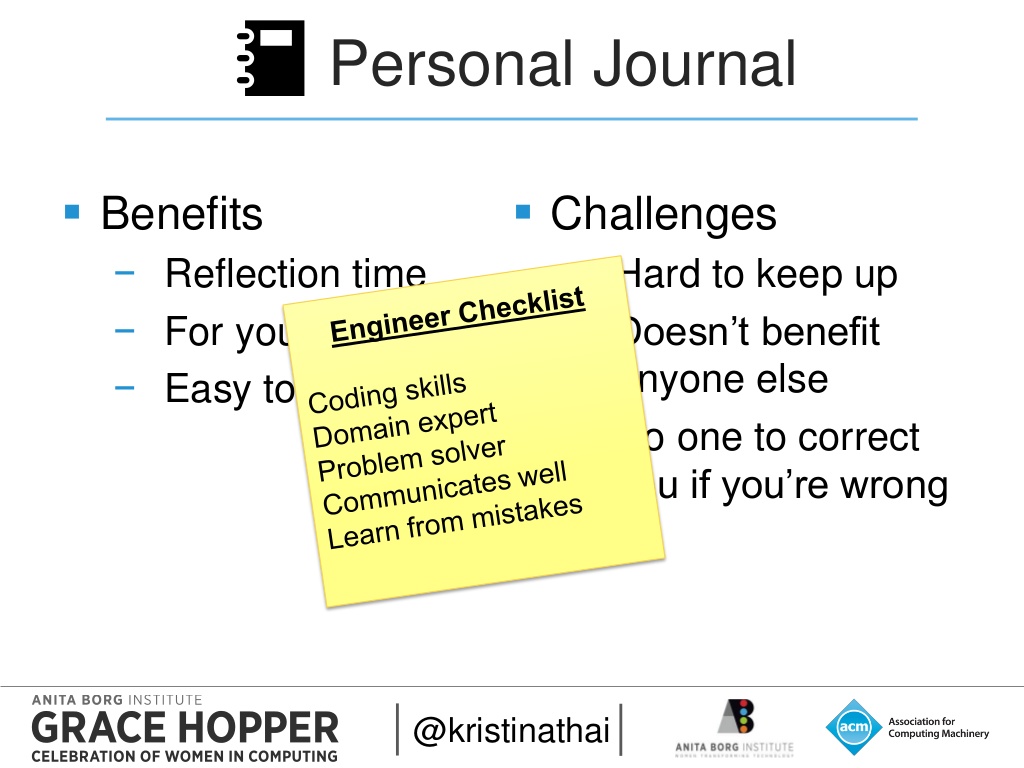 Personal Journal
Benefits
Reflection time
For you
Easy to
Challenges
Hard to keep up
Doesn’t benefit
anyone else
one to correct
if you’re wrong
Engineer Checklist
Coding skills
Domain expert
Problem solver
Communicates well
Learn from mistakes
ANITA BORG INSTITUTE
GRACE HOPPER
CELEBRATION OF WOMEN IN COMPUTING
@kristinathai
ANITA BORG INSTITUTE
WOMEN TRANSFORMING TECHNOLOGY
acm
Association for
Computing Machinery